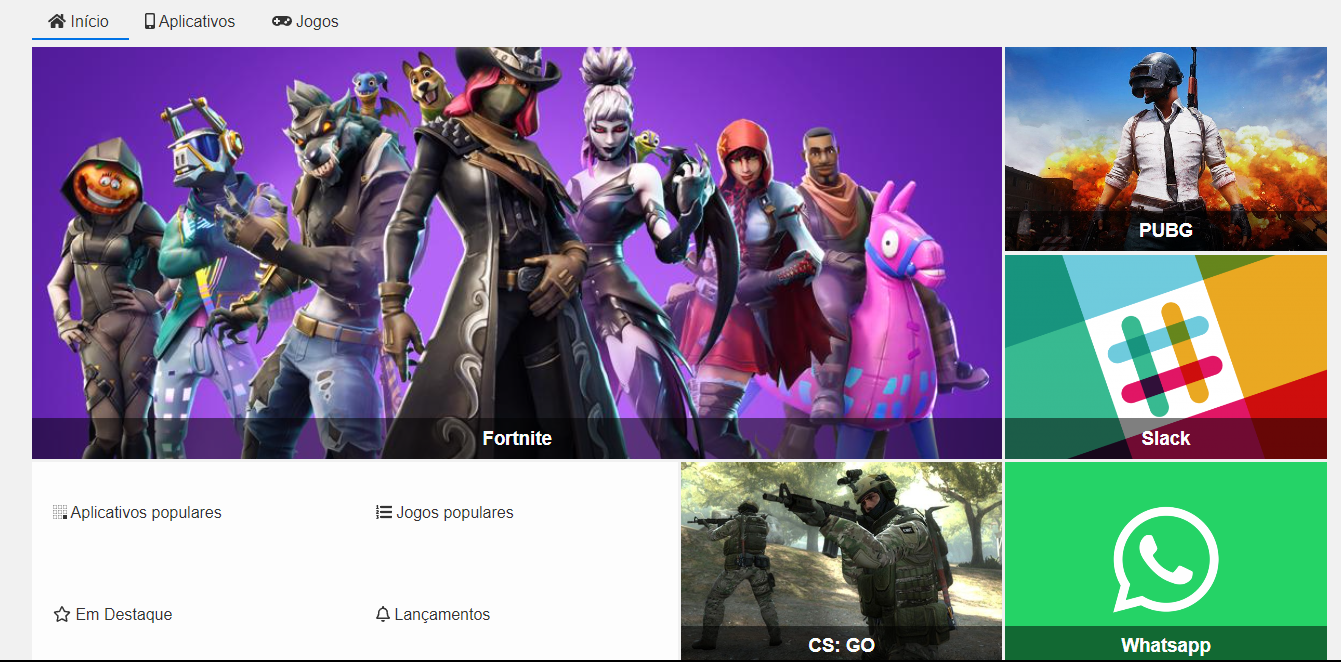 Início
Aplicativos
Jogos
Fortnite
PUBG
Slack
Aplicativos populares
Jogos populares
Em Destaque
Lançamentos
CS: GO
Whatsapp